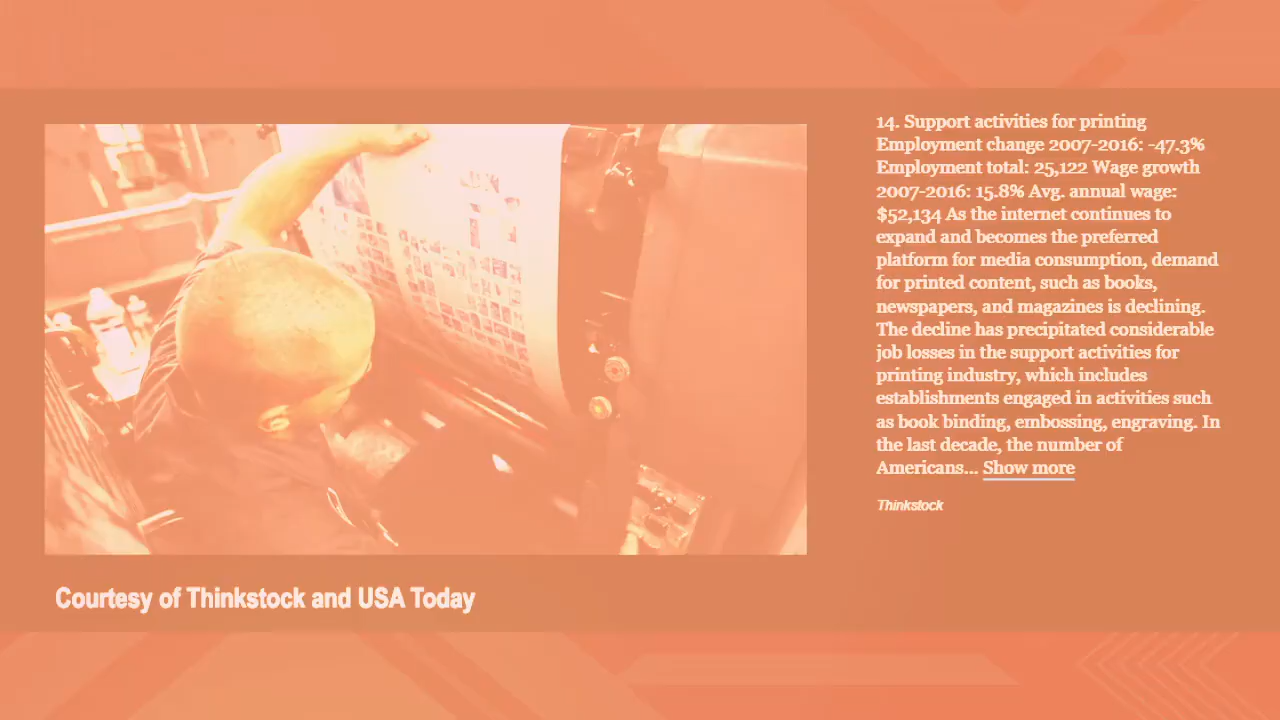 14. Support activities for printing
Employment change 2007-2016: -47.3%
Employment total: 25,122 Wage growth
2007-2016: 15.8% Avg. annual wage:
$52,134 As the internet continues to
expand and becomes the preferred
platform for media consumption, demand
for printed content, such as books,
newspapers, and magazines is declining.
The decline has precipitated considerable
job losses in the support activities for
printing industry, which includes
establishments engaged in activities such
as book binding, embossing, engraving. In
the last decade, the number of
Americans... Show more
Thinkstock
Courtesy of Thinkstock and USA Today